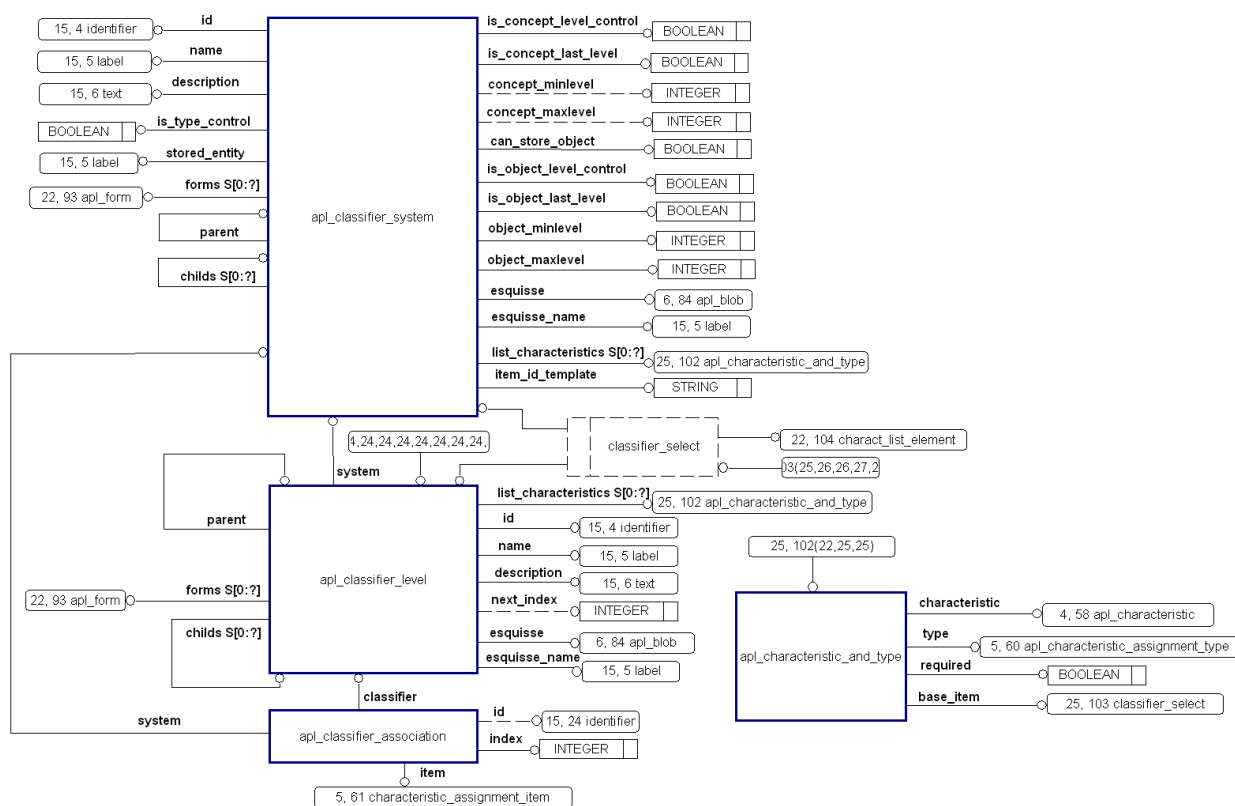 id
15, 4 identifier
name
15, 5 label
description
15, 6 text
is_type_control
BOOLEAN
stored_entity
15, 5 label
forms S[0:?]
22, 93 apl_form
parent
childs S[0:?]
apl_classifier_system
is_concept_level_control
BOOLEAN
is_concept_last_level
BOOLEAN
concept_minlevel
INTEGER
concept_maxlevel
INTEGER
can_store_object
BOOLEAN
is_object_level_control
BOOLEAN
is_object_last_level
BOOLEAN
object_minlevel
INTEGER
object_maxlevel
INTEGER
esquisse
6, 84 apl_blob
esquisse_name
15, 5 label
list_characteristics S[0:?]
25, 102 apl_characteristic_and_type
item_id_template
STRING
classifier_select
22, 104 charact_list_element
03(25,26,26,27,2
4,24,24,24,24,24,24,24,
system
parent
forms S[0:?]
22, 93 apl_form
childs S[0:?]
apl_classifier_level
list_characteristics S[0:?]
25, 102 apl_characteristic_and_type
id
15, 4 identifier
name
15, 5 label
description
15, 6 text
next_index
INTEGER
esquisse
6, 84 apl_blob
esquisse_name
15, 5 label
classifier
system
apl_classifier_association
id
15, 24 identifier
index
INTEGER
item
5, 61 characteristic_assignment_item
25, 102(22,25,25)
apl_characteristic_and_type
characteristic
4, 58 apl_characteristic
type
5, 60 apl_characteristic_assignment_type
required
BOOLEAN
base_item
25, 103 classifier_select